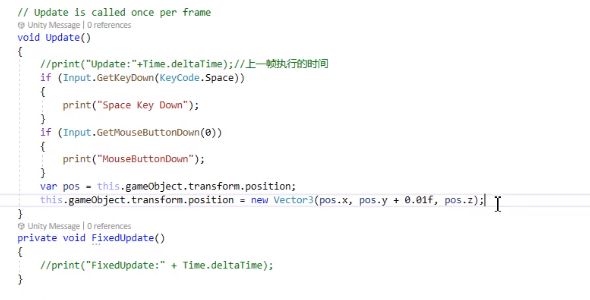 // Update is called once per frame
Unity Message | 0 references
void Update()
{
//print("Update:"+Time.deltaTime);//上一帧执行的时间
if (Input.GetKeyDown(KeyCode.Space))
{
print("Space Key Down");
}
if (Input.GetMouseButtonDown(0))
{
print("MouseButtonDown");
}
var pos = this.gameObject.transform.position;
this.gameObject.transform.position = new Vector3(pos.x, pos.y + 0.01f, pos.z);
}
Unity Message | 0 references
private void FixedUpdate()
{
//print("FixedUpdate:" + Time.deltaTime);
}